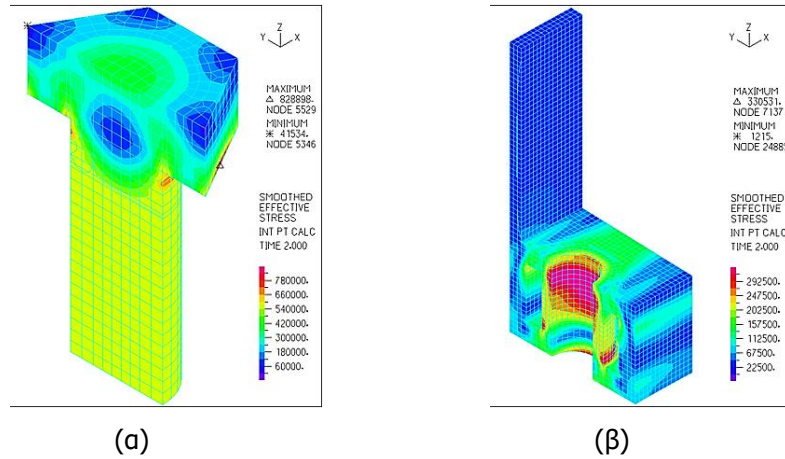 Z
Y X
MAXIMUM
△ 828898.
NODE 5529
MINIMUM
⋇ 41534.
NODE 5346
SMOOTHED
EFFECTIVE
STRESS
INT PT CALC
TIME 2.000
780000.
660000.
540000.
420000.
300000.
180000.
60000.
(α)
Z
Y X
MAXIMUM
△ 330531.
NODE 7137
MINIMUM
⋇ 1215.
NODE 24885
SMOOTHED
EFFECTIVE
STRESS
INT PT CALC
TIME 2.000
292500.
247500.
202500.
157500.
112500.
67500.
22500.
(β)